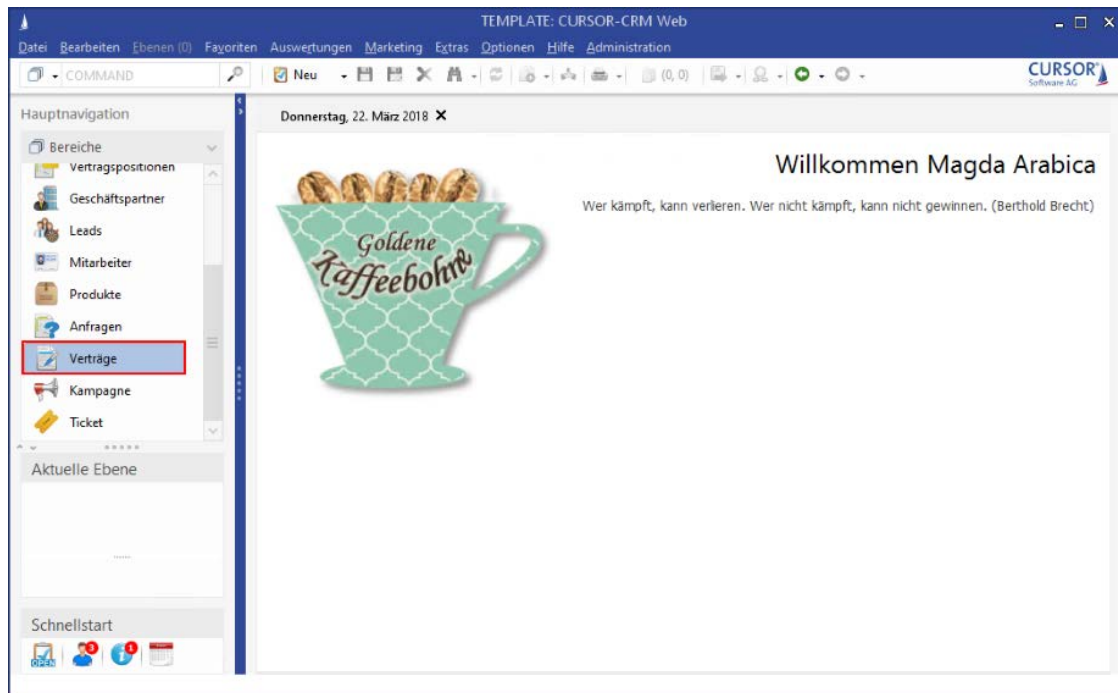 TEMPLATE: CURSOR-CRM Web
Datei Bearbeiten Ebenen (0) Favoriten Auswertungen Marketing Extras Optionen Hilfe Administration
COMMAND
Neu
(0, 0)
CURSOR
Software AG
Hauptnavigation
Donnerstag, 22. März 2018
Bereiche
Vertragspositionen
Geschäftspartner
Leads
Mitarbeiter
Produkte
Anfragen
Verträge
Kampagne
Ticket
Willkommen Magda Arabica
Wer kämpft, kann verlieren. Wer nicht kämpft, kann nicht gewinnen. (Berthold Brecht)
Goldene
Kaffeebohne
Aktuelle Ebene
Schnellstart
OPEN
3
1